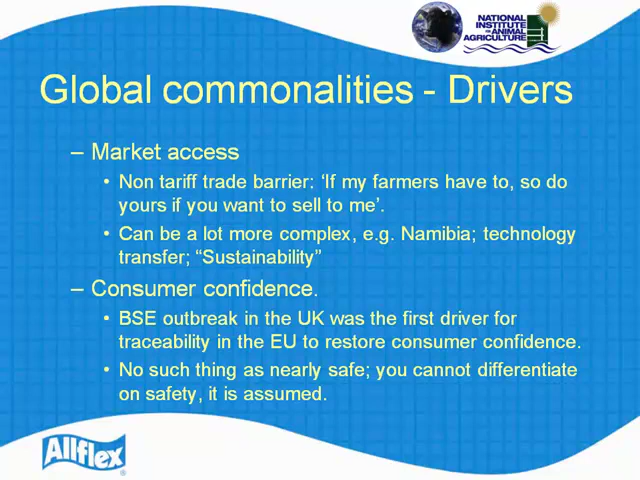 NATIONAL
INSTITUTE
FOR ANIMAL
AGRICULTURE
Global commonalities - Drivers
– Market access
• Non tariff trade barrier: ‘If my farmers have to, so do
yours if you want to sell to me’.
• Can be a lot more complex, e.g. Namibia; technology
transfer; “Sustainability”
– Consumer confidence.
• BSE outbreak in the UK was the first driver for
traceability in the EU to restore consumer confidence.
• No such thing as nearly safe; you cannot differentiate
on safety, it is assumed.
Allflex